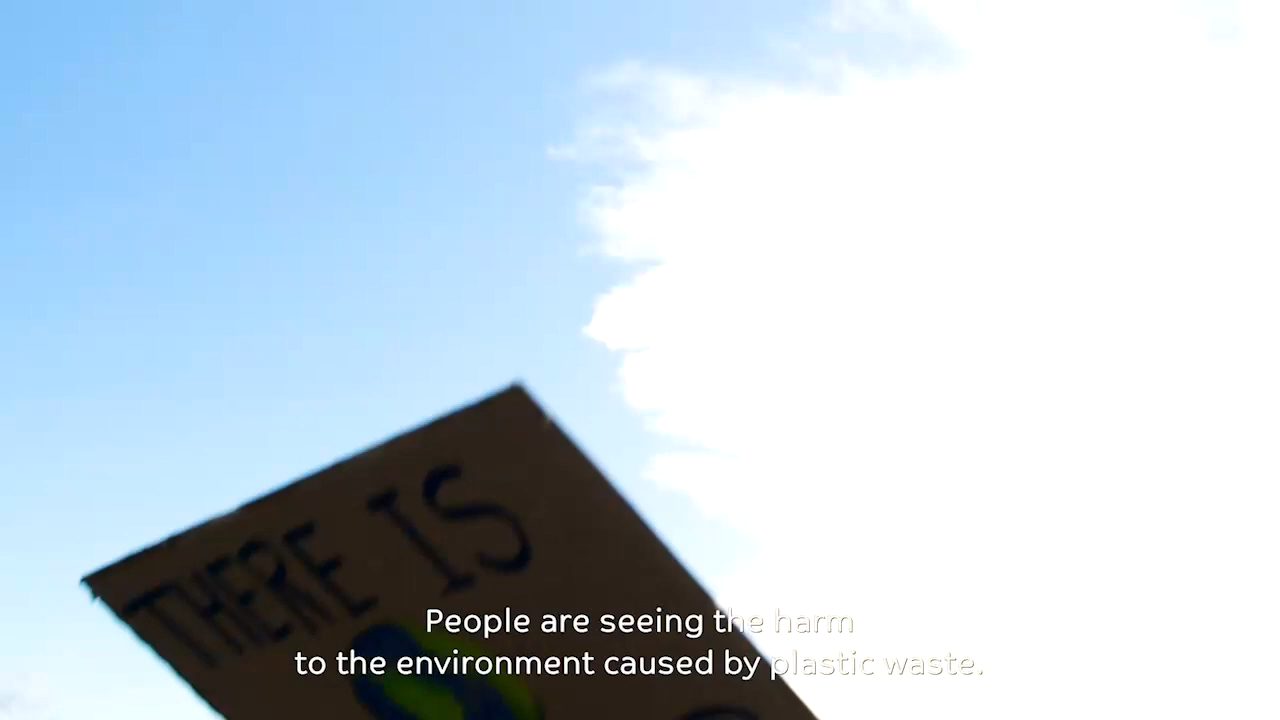 THERE IS
People are seeing the harm
to the environment caused by plastic waste.